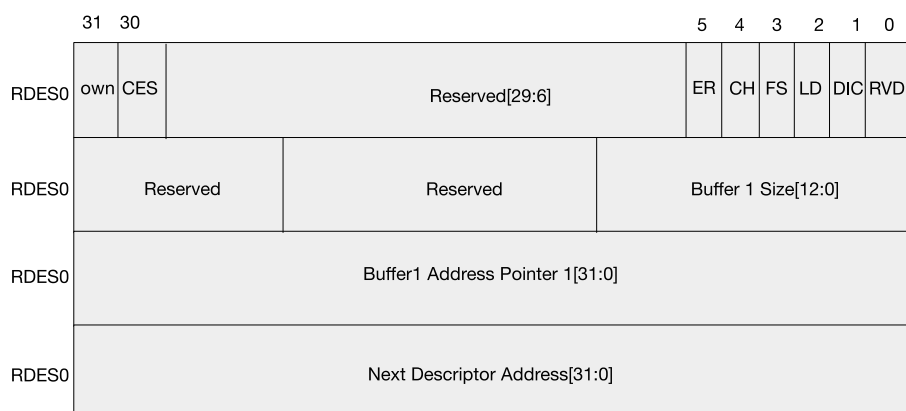 31 30 5 4 3 2 1 0
RDES0 own CES Reserved[29:6] ER CH FS LD DIC RVD
RDES0 Reserved Reserved Buffer 1 Size[12:0]
RDES0 Buffer1 Address Pointer 1[31:0]
RDES0 Next Descriptor Address[31:0]